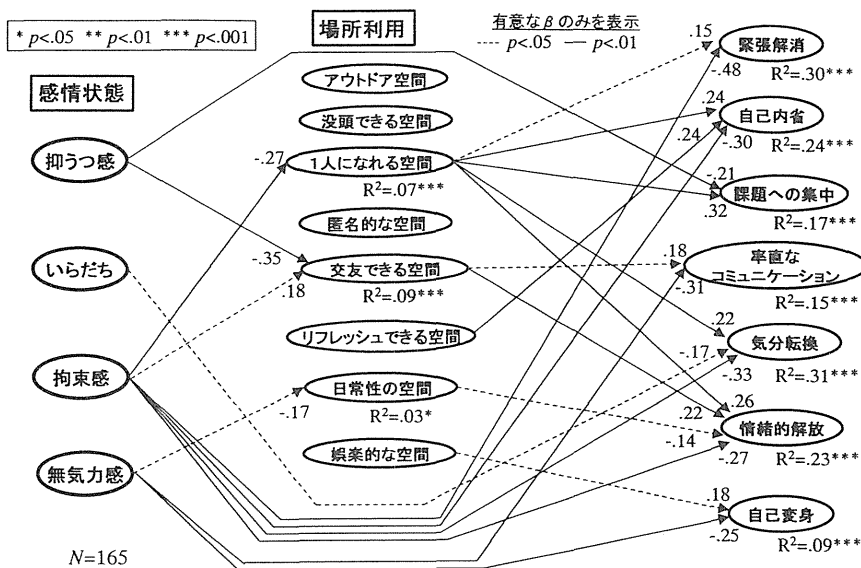 * p<.05 ** p<.01 *** p<.001
場所利用
有意なβのみを表示
p<.05 p<.01
感情状態
抑うつ感
いらだち
拘束感
無気力感
N=165
アウトドア空間
没頭できる空間
-.27
1人になれる空間
R²=.07***
匿名的な空間
-.35
交友できる空間
.18
R²=.09***
リフレッシュできる空間
日常性の空間
-.17
R²=.03*
娯楽的な空間
.15
緊張解消
-.48
R²=.30***
.24
自己内省
.24
-.30
R²=.24***
-.21
課題への集中
.32
R²=.17***
.18
率直な
コミュニケーション
-.31
R²=.15***
.22
気分転換
-.17
-.33
R²=.31***
.26
.22
情緒的解放
-.14
-.27
R²=.23***
.18
自己変身
-.25
R²=.09***